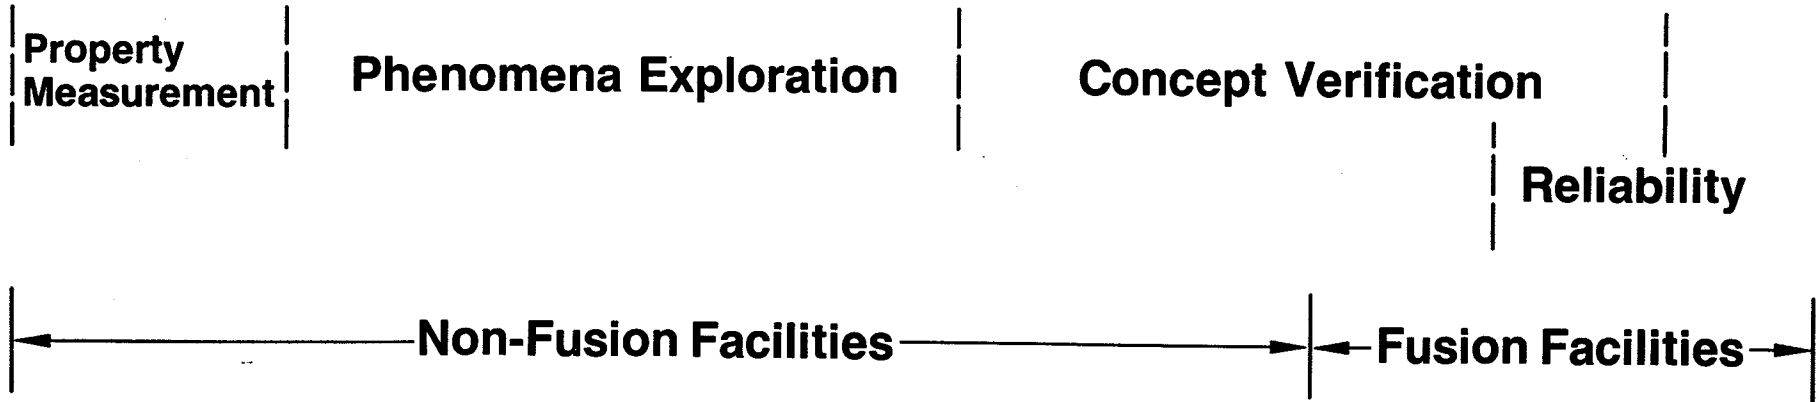 Property
Measurement
Phenomena Exploration
Concept Verification
Reliability
Non-Fusion Facilities
Fusion Facilities